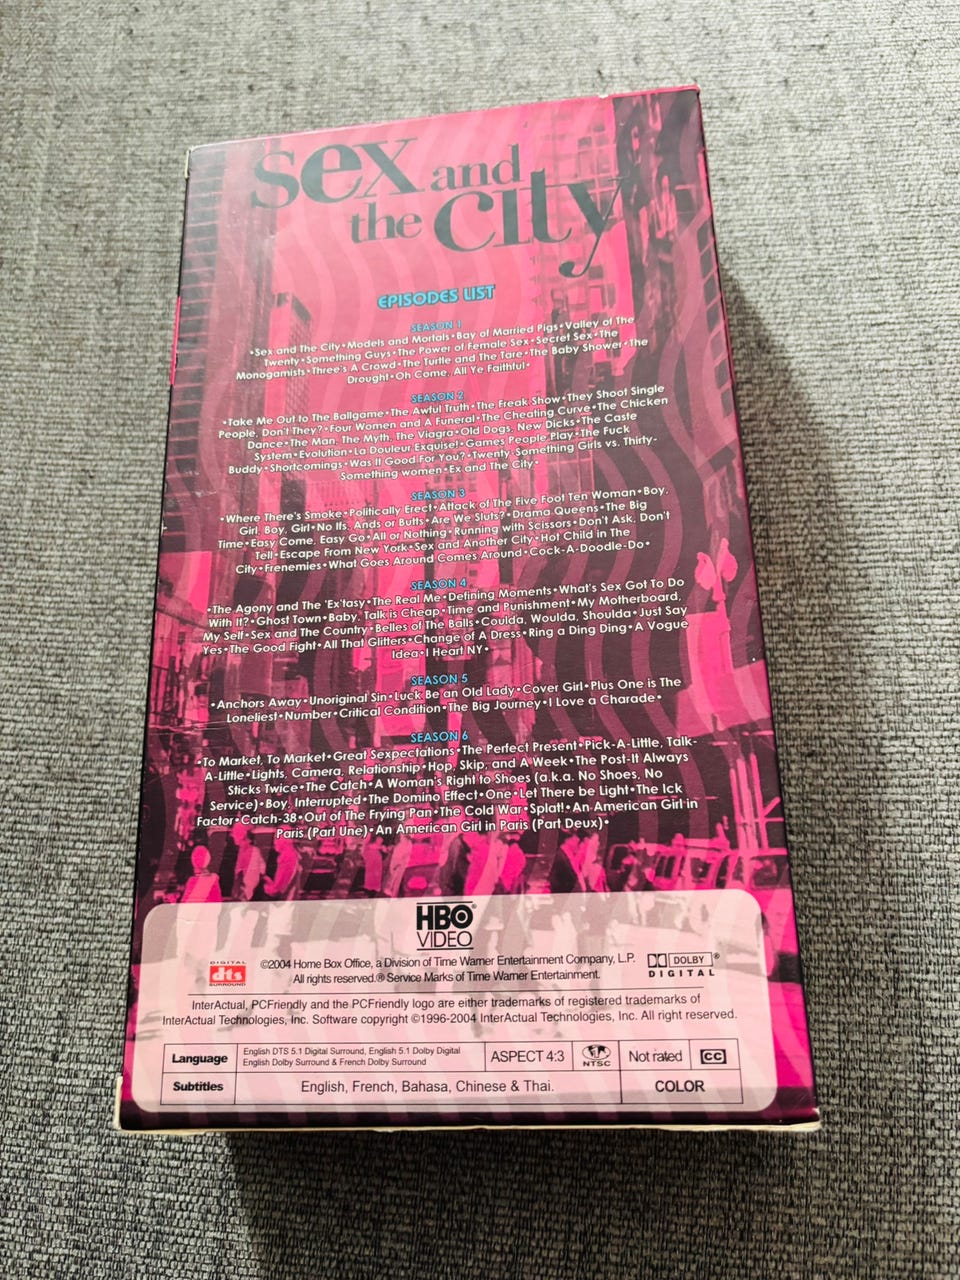 sex and
the city
EPISODES LIST
SEASON 1
•Sex and The City•Models and Mortals•Bay of Married Pigs•Valley of The
Twenty•Something Guys•The Power of Female Sex•Secret Sex•The
Monogamists•Three's A Crowd•The Turtle and The Tare•The Baby Shower•The
Drought•Oh Come, All Ye Faithful•
SEASON 2
•Take Me Out to The Ballgame•The Awful Truth•The Freak Show•They Shoot Single
People, Don't They?•Four Women and A Funeral•The Cheating Curve•The Chicken
Dance•The Man, The Myth, The Viagra•Old Dogs, New Dicks•The Caste
System•Evolution•La Douleur Exquise!•Games People Play•The Fuck
Buddy•Shortcomings•Was It Good For You?•Twenty-Something Girls vs. Thirty-
Something women•Ex and The City•
SEASON 3
•Where There's Smoke•Politically Erect•Attack of The Five Foot Ten Woman•Boy,
Girl, Boy, Girl•No Ifs, Ands or Butts•Are We Sluts?•Drama Queens•The Big
Time•Easy Come, Easy Go•All or Nothing•Running with Scissors•Don't Ask, Don't
Tell•Escape From New York•Sex and Another City•Hot Child in The
City•Frenemies•What Goes Around Comes Around•Cock-A-Doodle-Do•
SEASON 4
•The Agony and The 'Ex'tasy•The Real Me•Defining Moments•What's Sex Got To Do
With It?•Ghost Town•Baby, Talk is Cheap•Time and Punishment•My Motherboard,
My Self•Sex and The Country•Belles of The Balls•Coulda, Woulda, Shoulda•Just Say
Yes•The Good Fight•All That Glitters•Change of A Dress•Ring a Ding Ding•A Vogue
Idea•I Heart NY•
SEASON 5
•Anchors Away•Unoriginal Sin•Luck Be an Old Lady•Cover Girl•Plus One is The
Loneliest•Number•Critical Condition•The Big Journey•I Love a Charade•
SEASON 6
•To Market, To Market•Great Sexpectations•The Perfect Present•Pick-A-Little, Talk-
A-Little•Lights, Camera, Relationship•Hop, Skip, and A Week•The Post-It Always
Sticks Twice•The Catch•A Woman's Right to Shoes (a.k.a. No Shoes, No
Service)•Boy, Interrupted•The Domino Effect•One•Let There be Light•The Ick
Factor•Catch-38•Out of The Frying Pan•The Cold War•Splat!•An American Girl in
Paris (Part Une)•An American Girl in Paris (Part Deux)•
HBO®
VIDEO
DIGITAL
dts
SURROUND
©2004 Home Box Office, a Division of Time Warner Entertainment Company, L.P.
All rights reserved.® Service Marks of Time Warner Entertainment.
DOLBY®
DIGITAL
InterActual, PCFriendly and the PCFriendly logo are either trademarks of registered trademarks of
InterActual Technologies, Inc. Software copyright ©1996-2004 InterActual Technologies, Inc. All right reserved.
Language
English DTS 5.1 Digital Surround, English 5.1 Dolby Digital
English Dolby Surround & French Dolby Surround
ASPECT 4:3
NTSC
Not rated
CC
Subtitles
English, French, Bahasa, Chinese & Thai.
COLOR